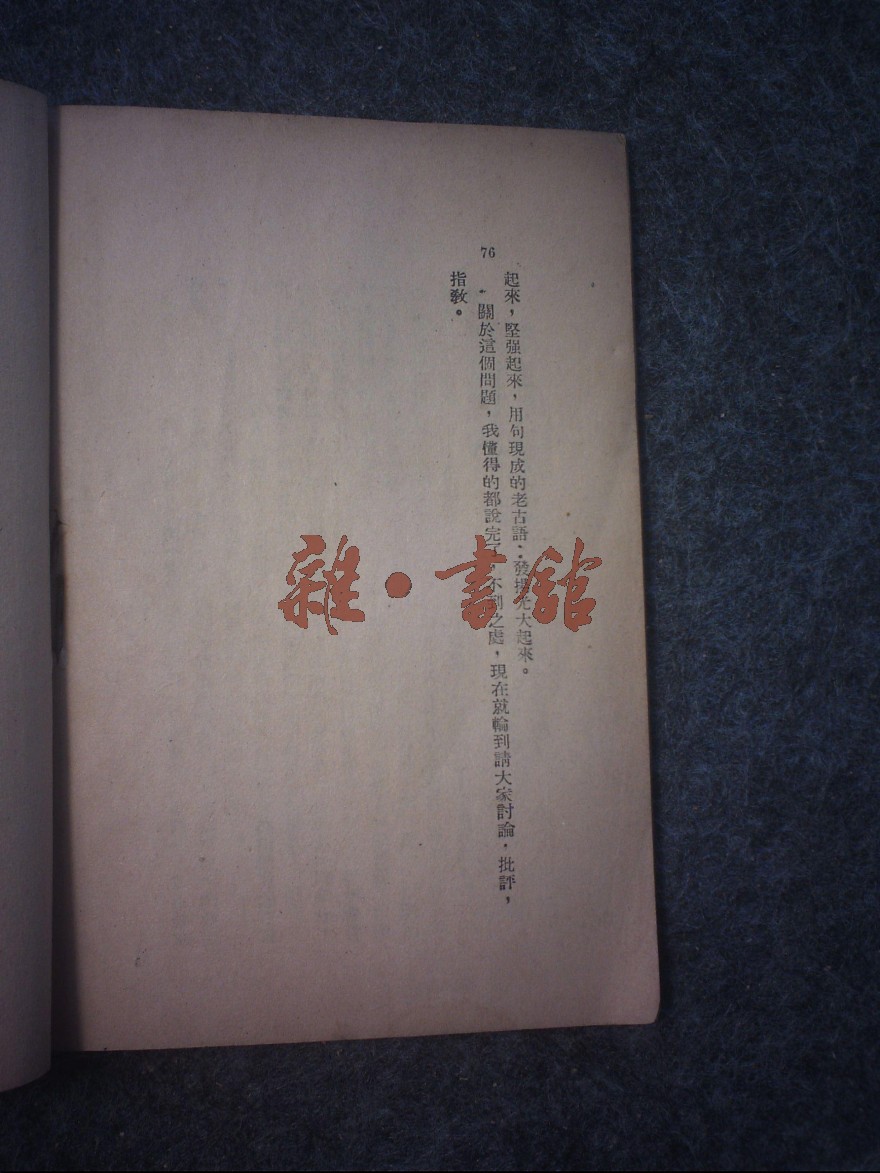 76
起來，堅强起來，用句現成的老古語：發揚光大起來。
關於這個問題，我懂得的都說完了，不到之處，現在就輪到請大家討論．批評，
指敎。
雜·書館